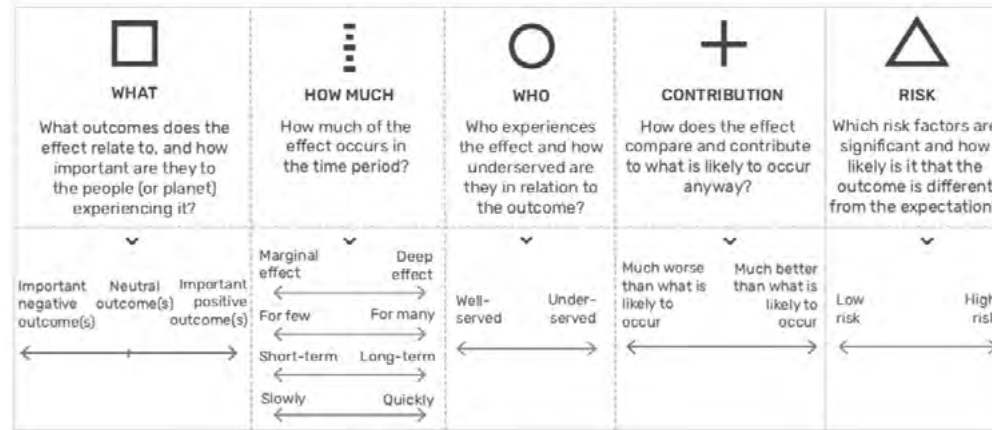 WHAT
What outcomes does the
effect relate to, and how
important are they to
the people (or planet)
experiencing it?
HOW MUCH
How much of the
effect occurs in
the time period?
WHO
Who experiences
the effect and how
underserved are
they in relation to
the outcome?
CONTRIBUTION
How does the effect
compare and contribute
to what is likely to occur
anyway?
RISK
Which risk factors are
significant and how
likely is it that the
outcome is different
from the expectation
Important
negative
outcome(s)
Neutral
outcome(s)
Important
positive
outcome(s)
Marginal
effect
Deep
effect
For few
For many
Short-term
Long-term
Slowly
Quickly
Well-
served
Under-
served
Much worse
than what is
likely to
occur
Much better
than what is
likely to
occur
Low
risk
High
risk